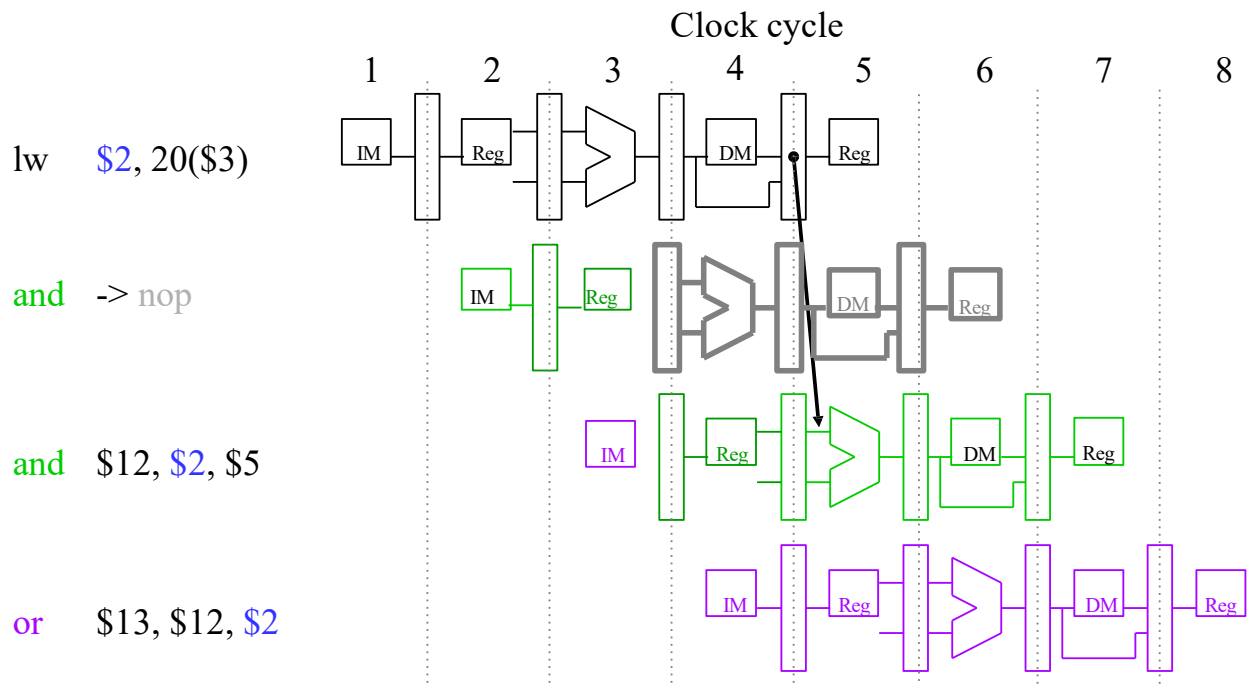 Clock cycle
1 2 3 4 5 6 7 8
lw $2, 20($3)
IM Reg DM Reg
and -> nop
IM Reg DM Reg
and $12, $2, $5
IM Reg DM Reg
or $13, $12, $2
IM Reg DM Reg